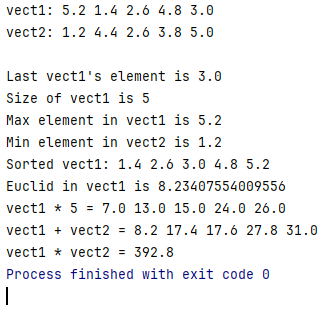 vect1: 5.2 1.4 2.6 4.8 3.0
vect2: 1.2 4.4 2.6 3.8 5.0
Last vect1's element is 3.0
Size of vect1 is 5
Max element in vect1 is 5.2
Min element in vect2 is 1.2
Sorted vect1: 1.4 2.6 3.0 4.8 5.2
Euclid in vect1 is 8.23407554009556
vect1 * 5 = 7.0 13.0 15.0 24.0 26.0
vect1 + vect2 = 8.2 17.4 17.6 27.8 31.0
vect1 * vect2 = 392.8
Process finished with exit code 0